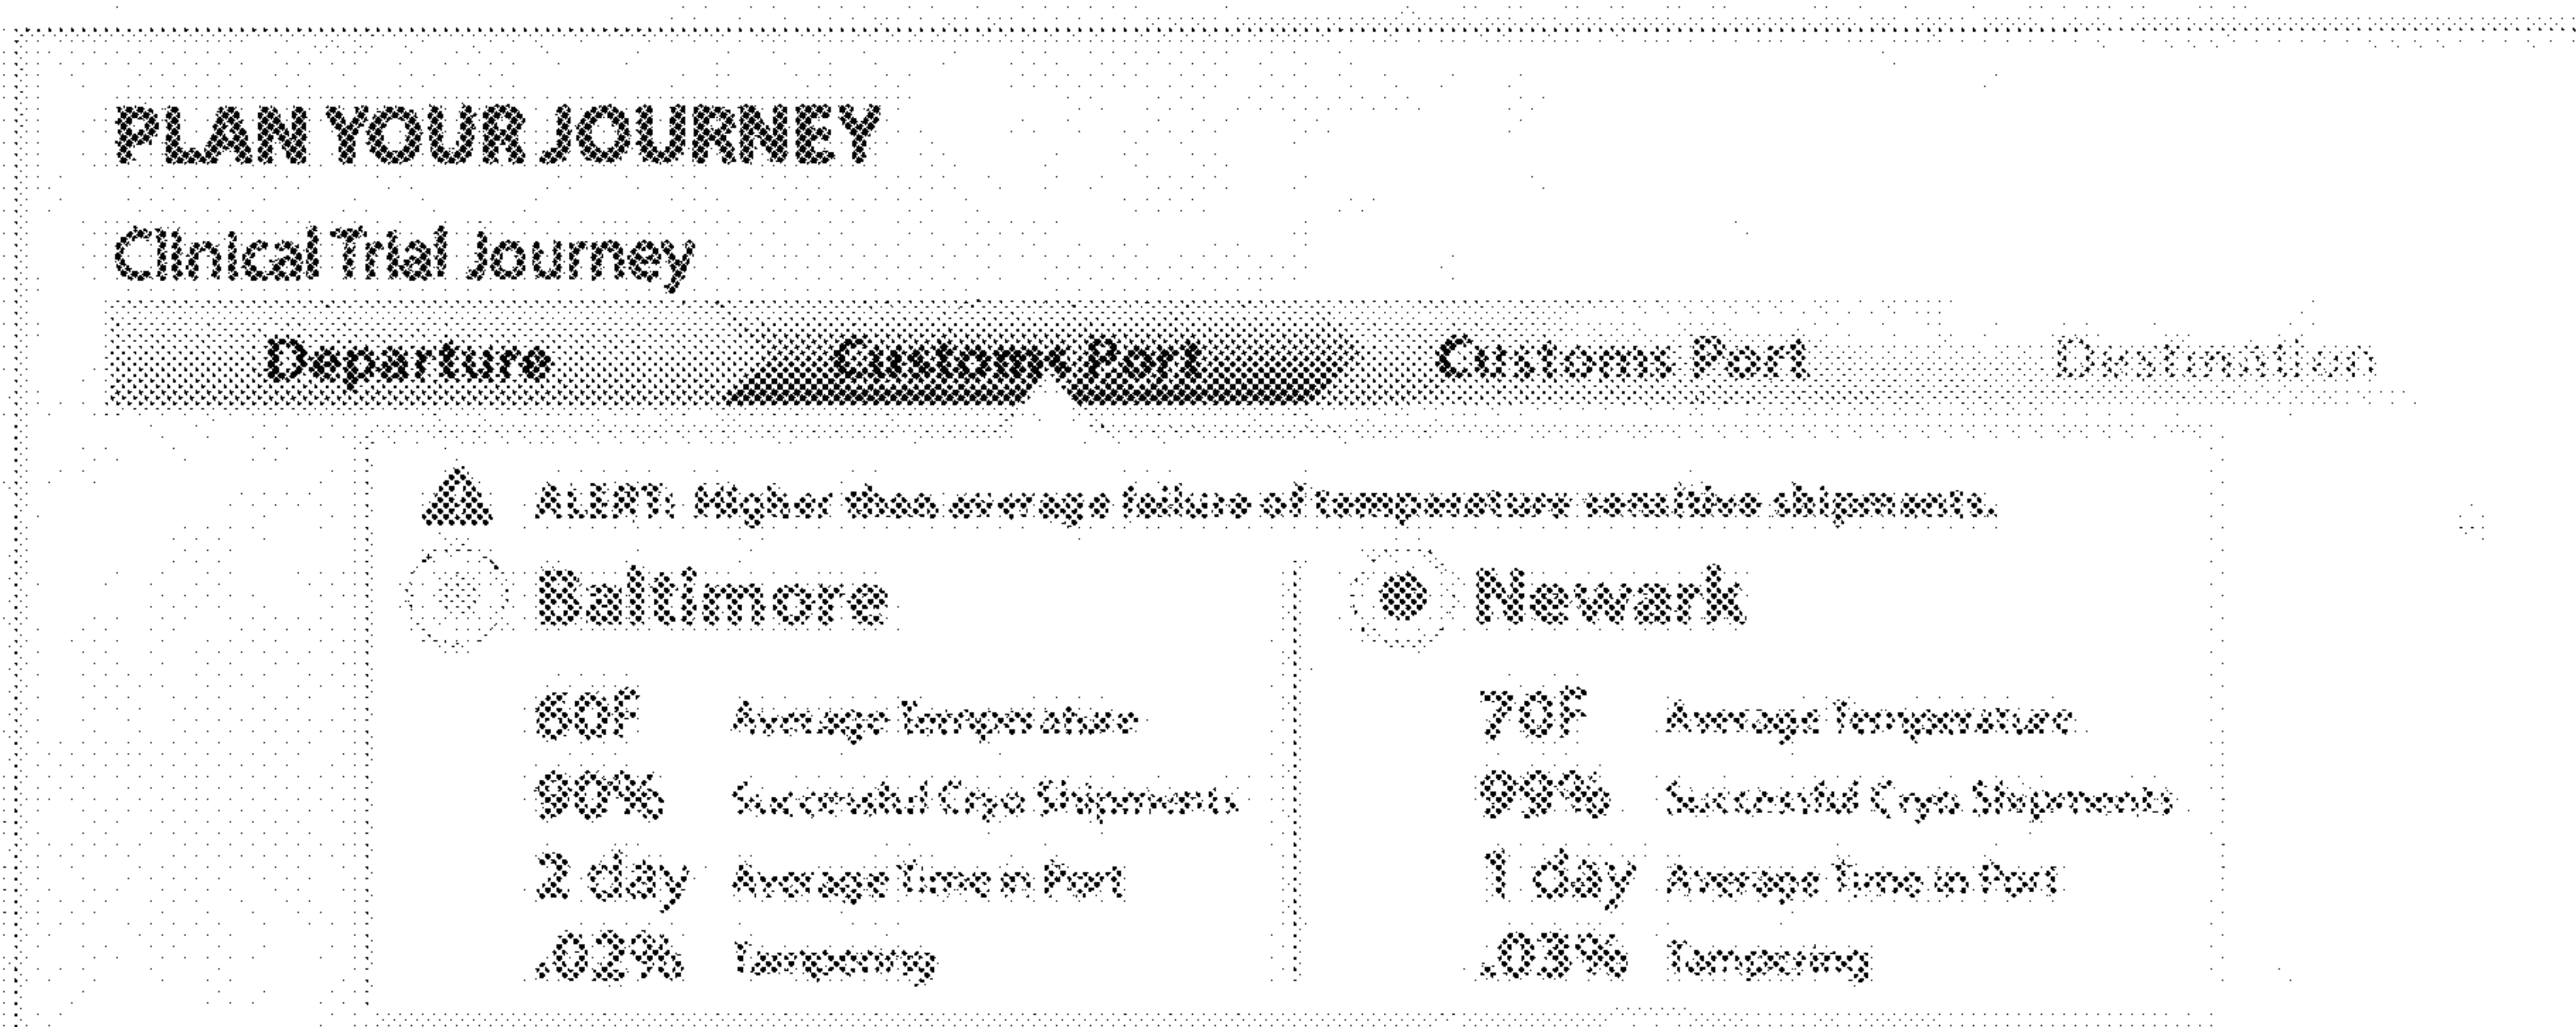 PLAN YOUR JOURNEY
Clinical Trial Journey
Departure Customs Port Customs Port Destination
ALERT: Higher than average failure of temperature sensitive shipments.
Baltimore Newark
60F Average Temperature 70F Average Temperature
90% Successful Cryo Shipments 99% Successful Cryo Shipments
2 day Average Time in Port 1 day Average Time in Port
.02% Tampering .03% Tampering